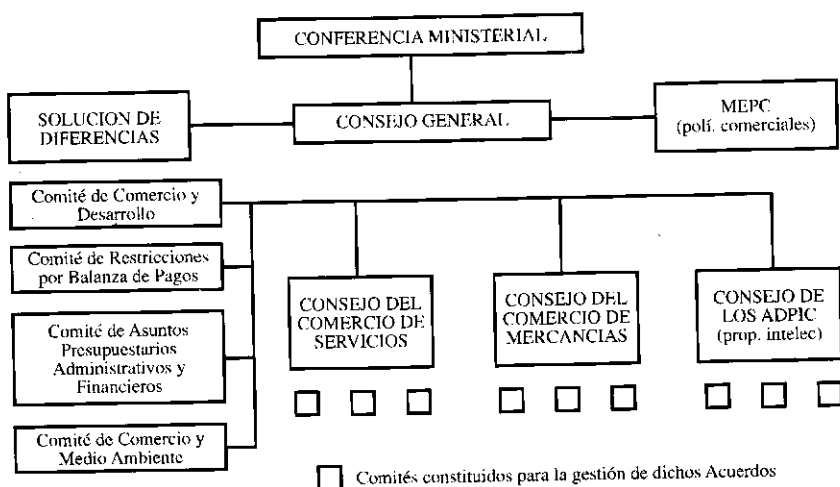 CONFERENCIA MINISTERIAL
SOLUCION DE
DIFERENCIAS
CONSEJO GENERAL
MEPC
(polí. comerciales)
Comité de Comercio y
Desarrollo
Comité de Restricciones
por Balanza de Pagos
Comité de Asuntos
Presupuestarios
Administrativos y
Financieros
Comité de Comercio y
Medio Ambiente
CONSEJO DEL
COMERCIO DE
SERVICIOS
CONSEJO DEL
COMERCIO DE
MERCANCIAS
CONSEJO DE
LOS ADPIC
(prop. intelec)
Comités constituidos para la gestión de dichos Acuerdos